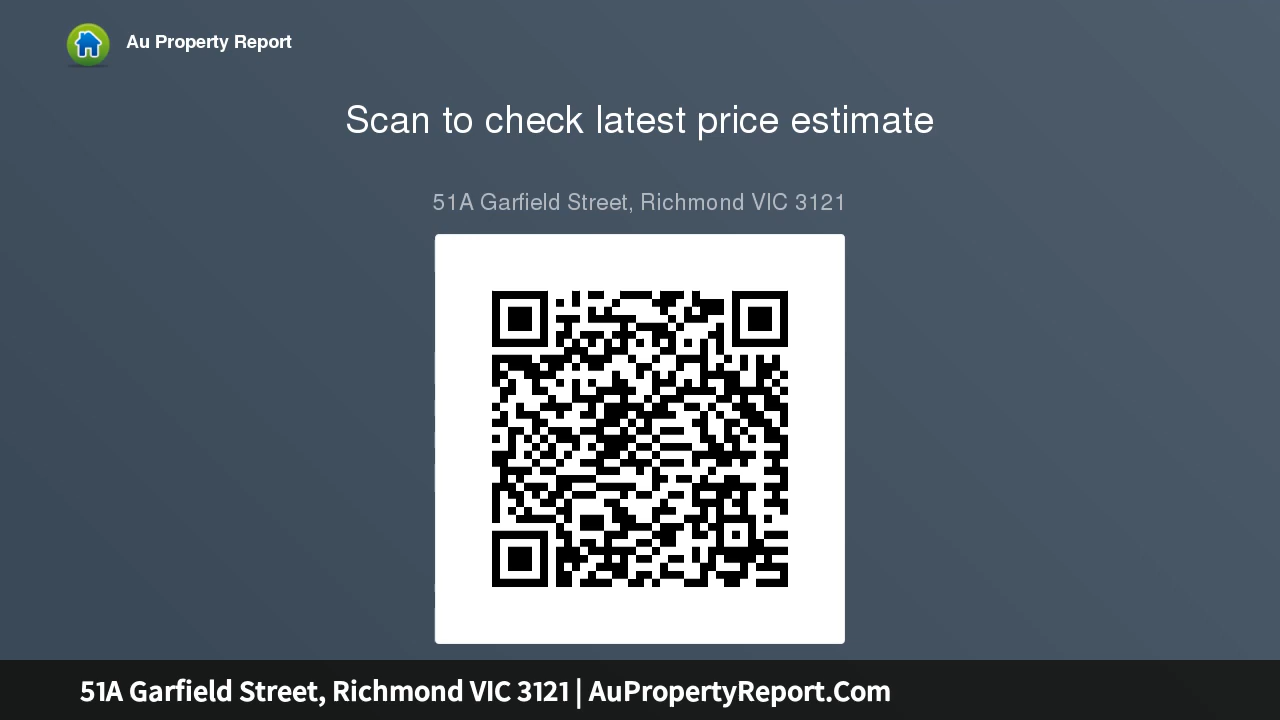 Au Property Report
Scan to check latest price estimate
51A Garfield Street, Richmond VIC 3121
51A Garfield Street, Richmond VIC 3121 | AuPropertyReport.Com